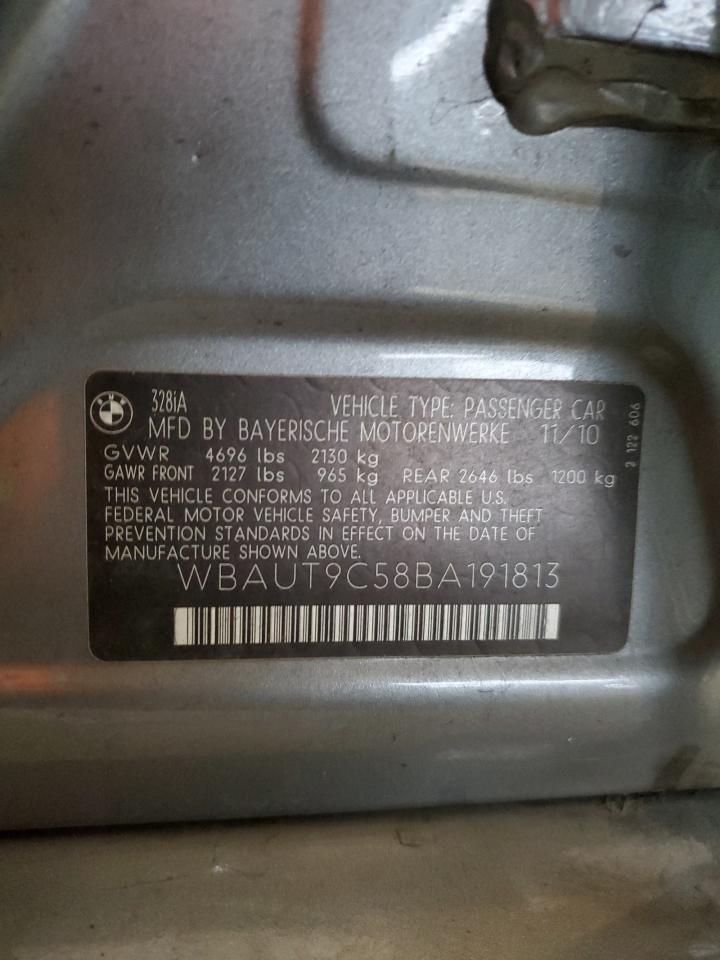 BMW
328iA VEHICLE TYPE: PASSENGER CAR
MFD BY BAYERISCHE MOTORENWERKE 11/10
GVWR 4696 lbs 2130 kg
GAWR FRONT 2127 lbs 965 kg REAR 2646 lbs 1200 kg
THIS VEHICLE CONFORMS TO ALL APPLICABLE U.S.
FEDERAL MOTOR VEHICLE SAFETY, BUMPER AND THEFT
PREVENTION STANDARDS IN EFFECT ON THE DATE OF
MANUFACTURE SHOWN ABOVE.
WBAUT9C58BA191813
3 122 606